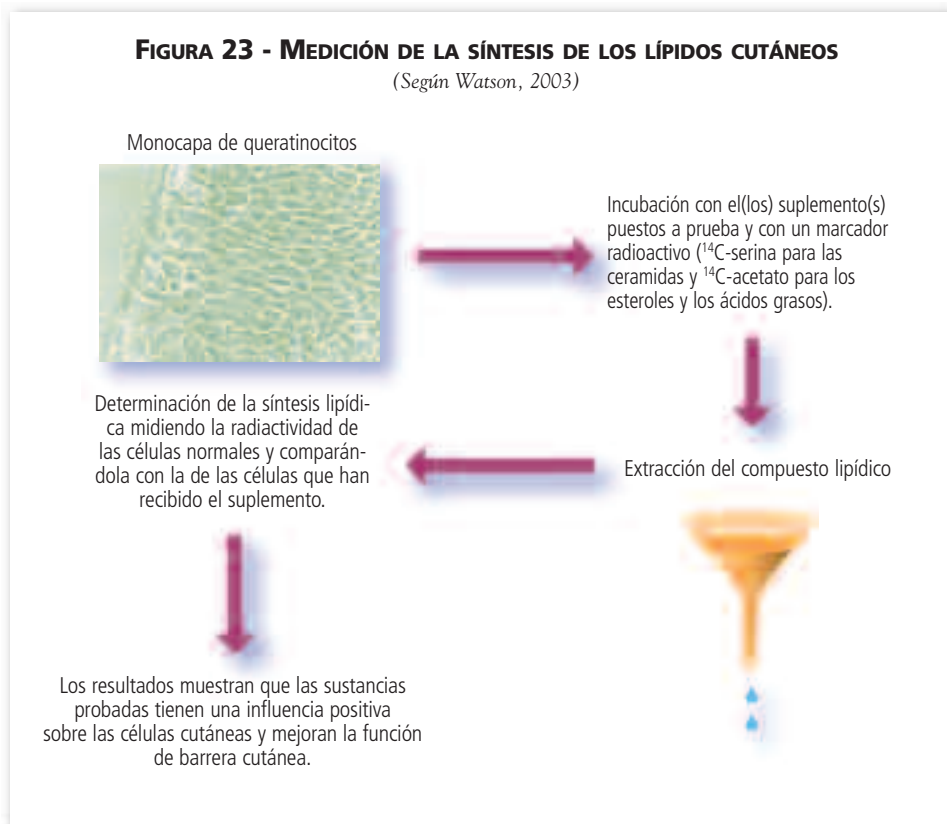 FIGURA 23 - MEDICIÓN DE LA SÍNTESIS DE LOS LÍPIDOS CUTÁNEOS
(Según Watson, 2003)
Monocapa de queratinocitos
Incubación con el(los) suplemento(s)
puestos a prueba y con un marcador
radioactivo (¹⁴C-serina para las
ceramidas y ¹⁴C-acetato para los
esteroles y los ácidos grasos).
Extracción del compuesto lipídico
Determinación de la síntesis lipídi-
ca midiendo la radiactividad de
las células normales y comparán-
dola con la de las células que han
recibido el suplemento.
Los resultados muestran que las sustancias
probadas tienen una influencia positiva
sobre las células cutáneas y mejoran la función
de barrera cutánea.